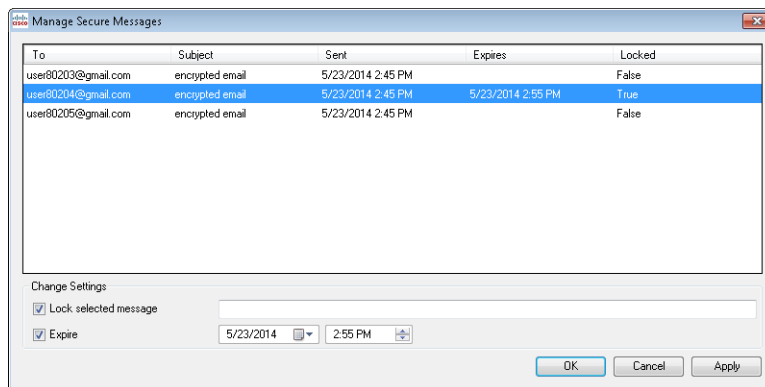 cisco Manage Secure Messages
To Subject Sent Expires Locked
user80203@gmail.com encrypted email 5/23/2014 2:45 PM False
user80204@gmail.com encrypted email 5/23/2014 2:45 PM 5/23/2014 2:55 PM True
user80205@gmail.com encrypted email 5/23/2014 2:45 PM False
Change Settings
Lock selected message
Expire 5/23/2014 2:55 PM
OK Cancel Apply